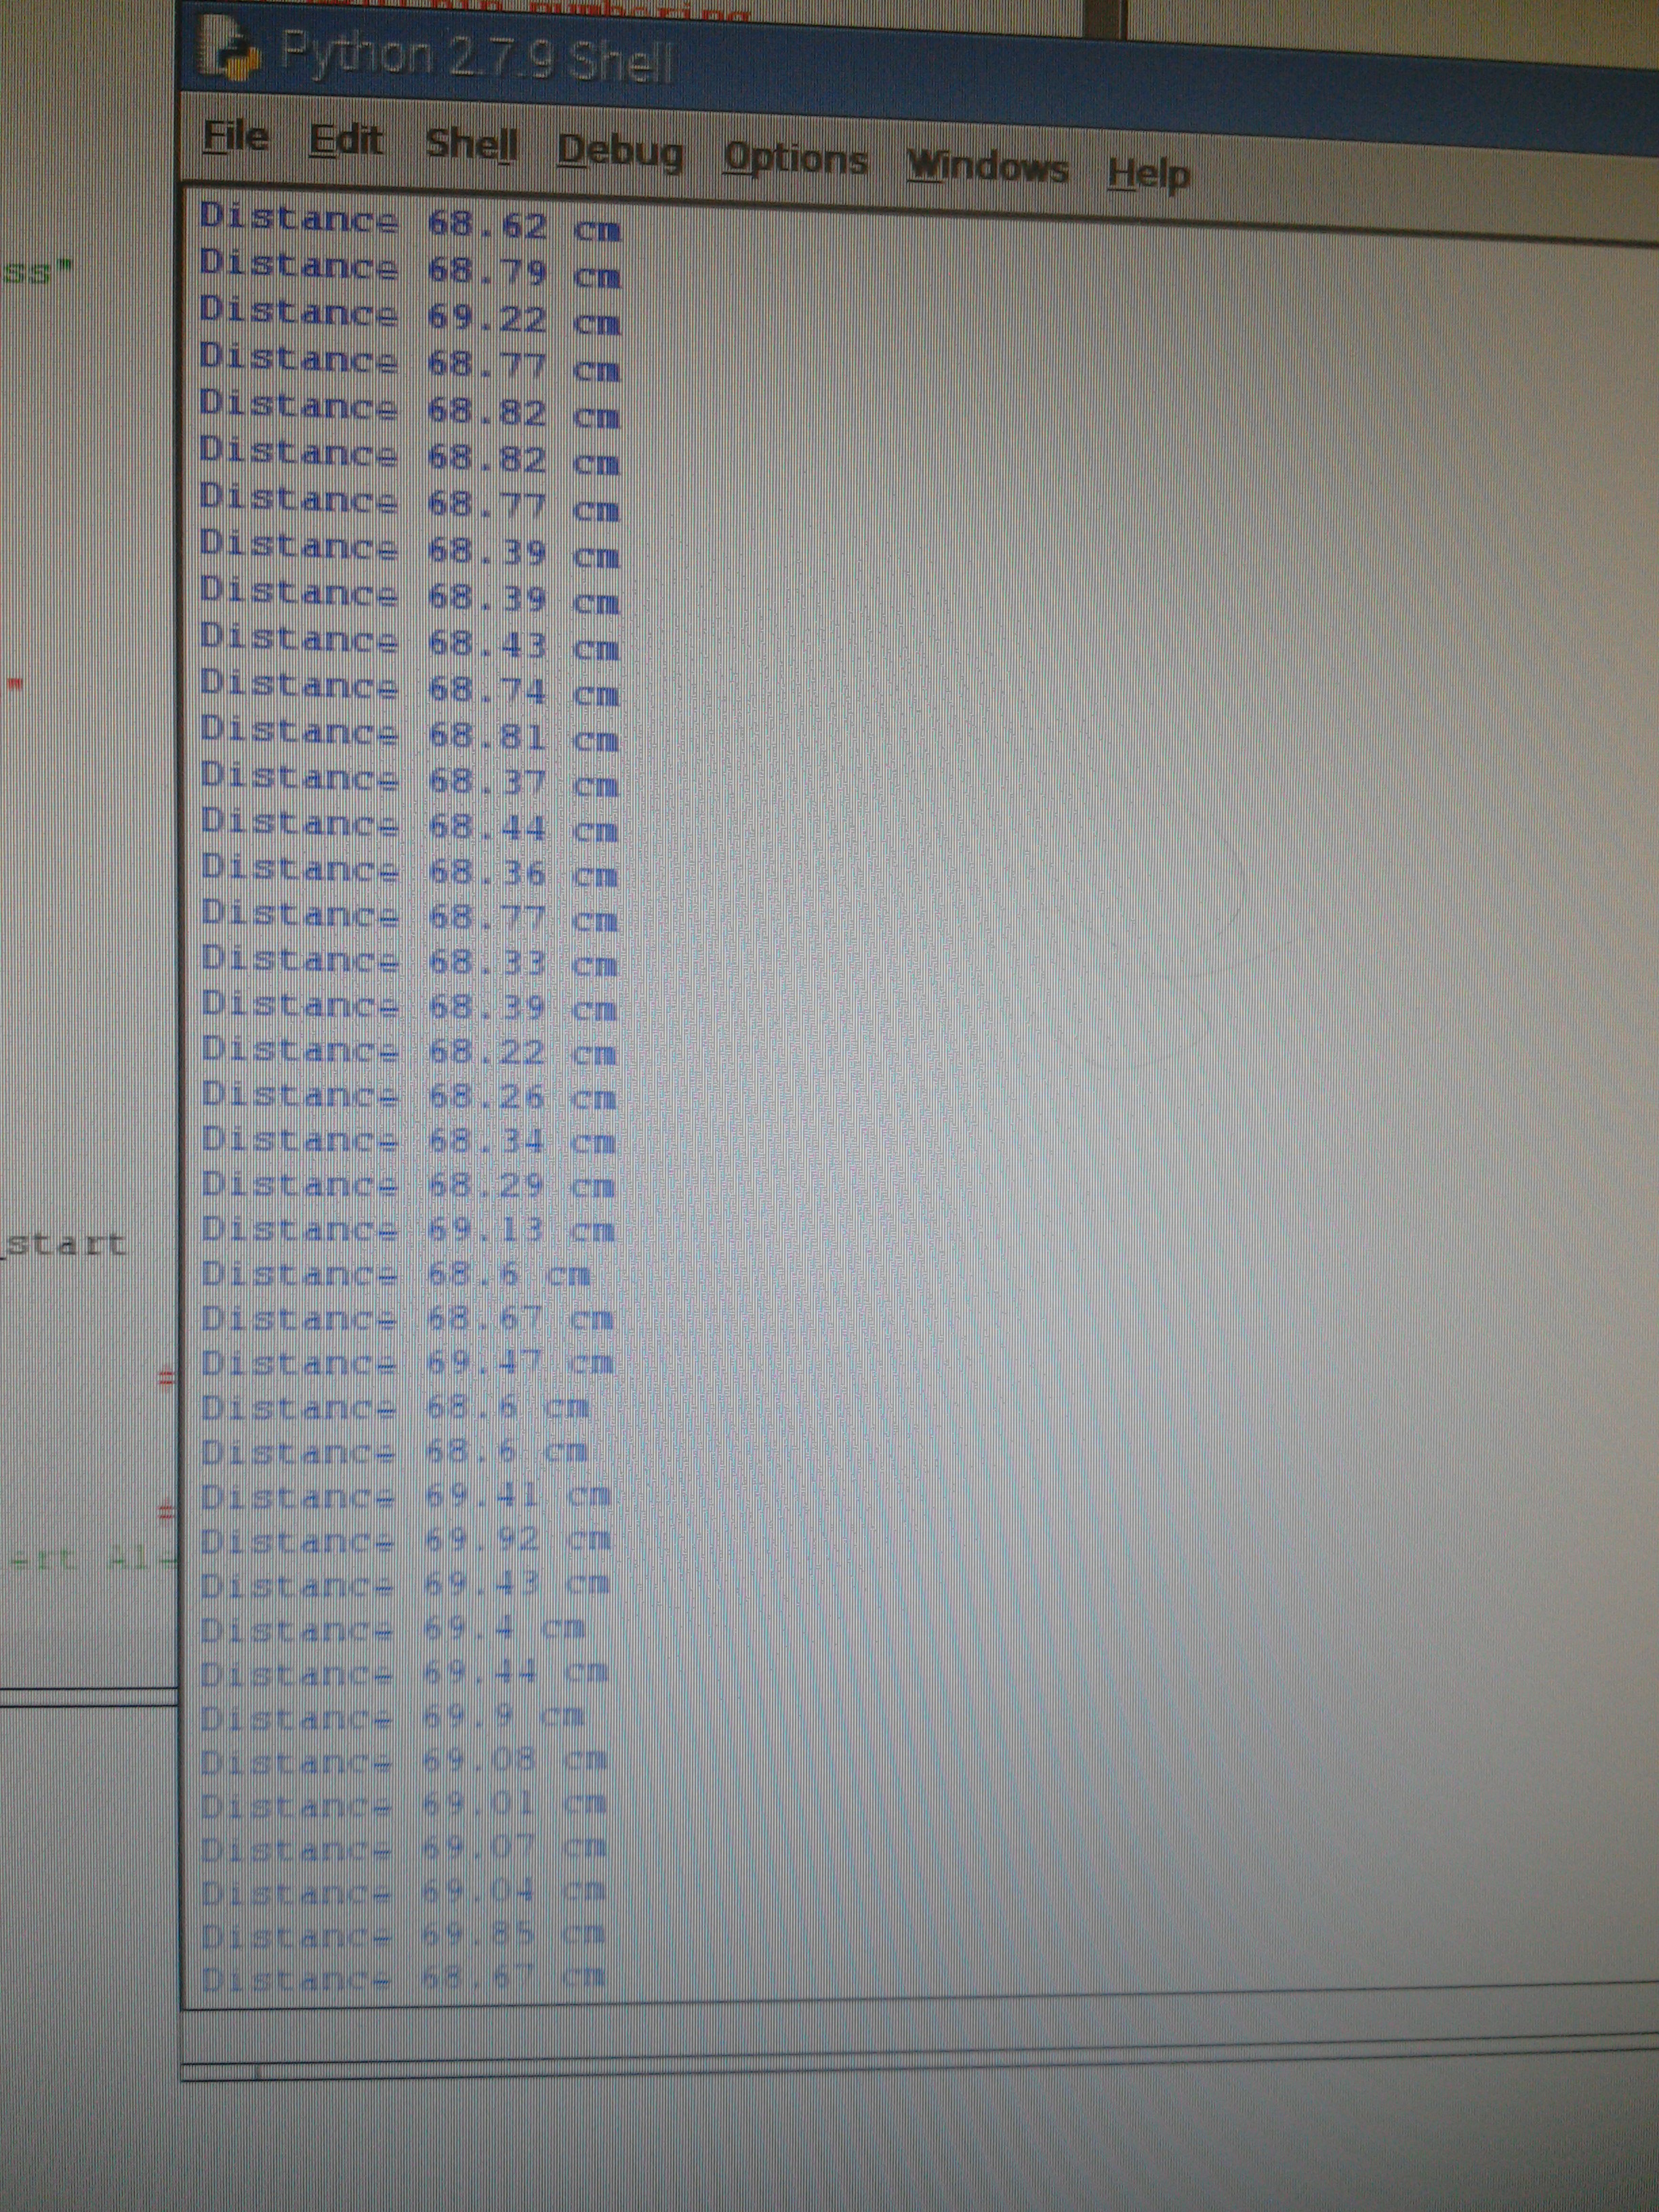 pin numbering
Python 2.7.9 Shell
File Edit Shell Debug Options Windows Help
Distance 68.62 cm
ss"
Distance 68.79 cm
Distance 69.22 cm
Distance 68.77 cm
Distance 68.82 cm
Distance 68.82 cm
Distance 68.77 cm
Distance 68.39 cm
Distance 68.39 cm
Distance 68.43 cm
"
Distance 68.74 cm
Distance 68.81 cm
Distance 68.37 cm
Distance 68.44 cm
Distance 68.36 cm
Distance 68.77 cm
Distance 68.33 cm
Distance 68.39 cm
Distance 68.22 cm
Distance 68.26 cm
Distance 68.34 cm
Distance 68.29 cm
_start
Distance 69.13 cm
Distance 68.6 cm
Distance 68.67 cm
Distance 69.47 cm
Distance 68.6 cm
Distance 68.6 cm
Distance 69.41 cm
Distance 69.92 cm
Distance 69.43 cm
Distance 69.4 cm
Distance 69.44 cm
Distance 69.9 cm
Distance 69.08 cm
Distance 69.01 cm
Distance 69.07 cm
Distance 69.04 cm
Distance 69.85 cm
Distance 68.67 cm